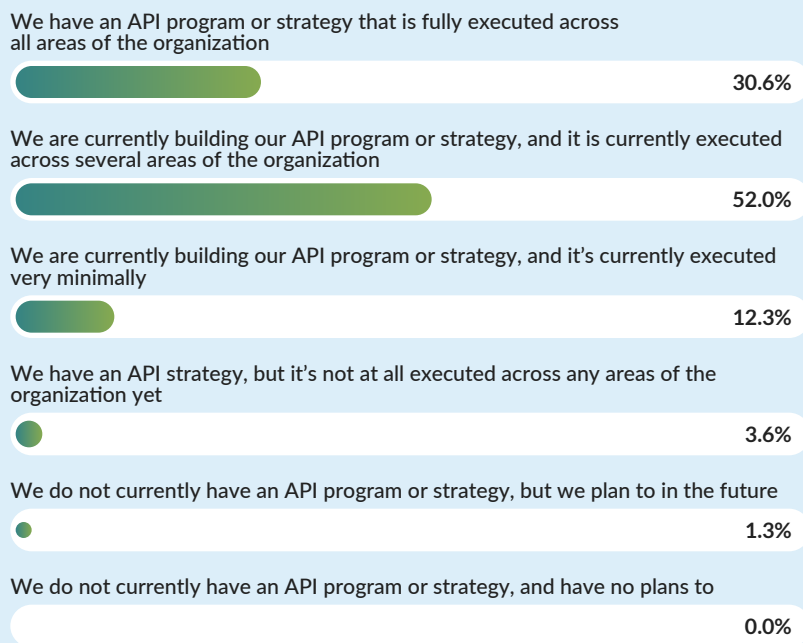 We have an API program or strategy that is fully executed across
all areas of the organization
30.6%
We are currently building our API program or strategy, and it is currently executed
across several areas of the organization
52.0%
We are currently building our API program or strategy, and it’s currently executed
very minimally
12.3%
We have an API strategy, but it’s not at all executed across any areas of the
organization yet
3.6%
We do not currently have an API program or strategy, but we plan to in the future
1.3%
We do not currently have an API program or strategy, and have no plans to
0.0%